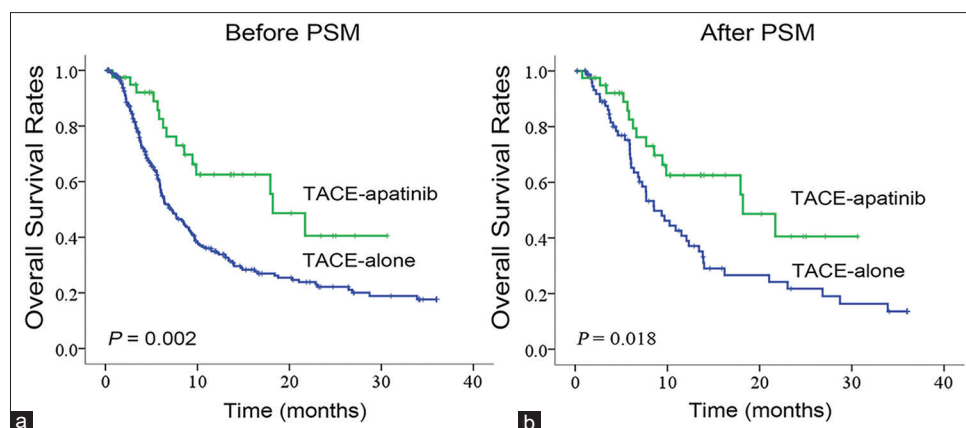 Before PSM
Overall Survival Rates
1.0
0.8
0.6
0.4
0.2
0.0
TACE-apatinib
TACE-alone
P = 0.002
0 10 20 30 40
Time (months)
a
After PSM
Overall Survival Rates
1.0
0.8
0.6
0.4
0.2
0.0
TACE-apatinib
TACE-alone
P = 0.018
0 10 20 30 40
Time (months)
b